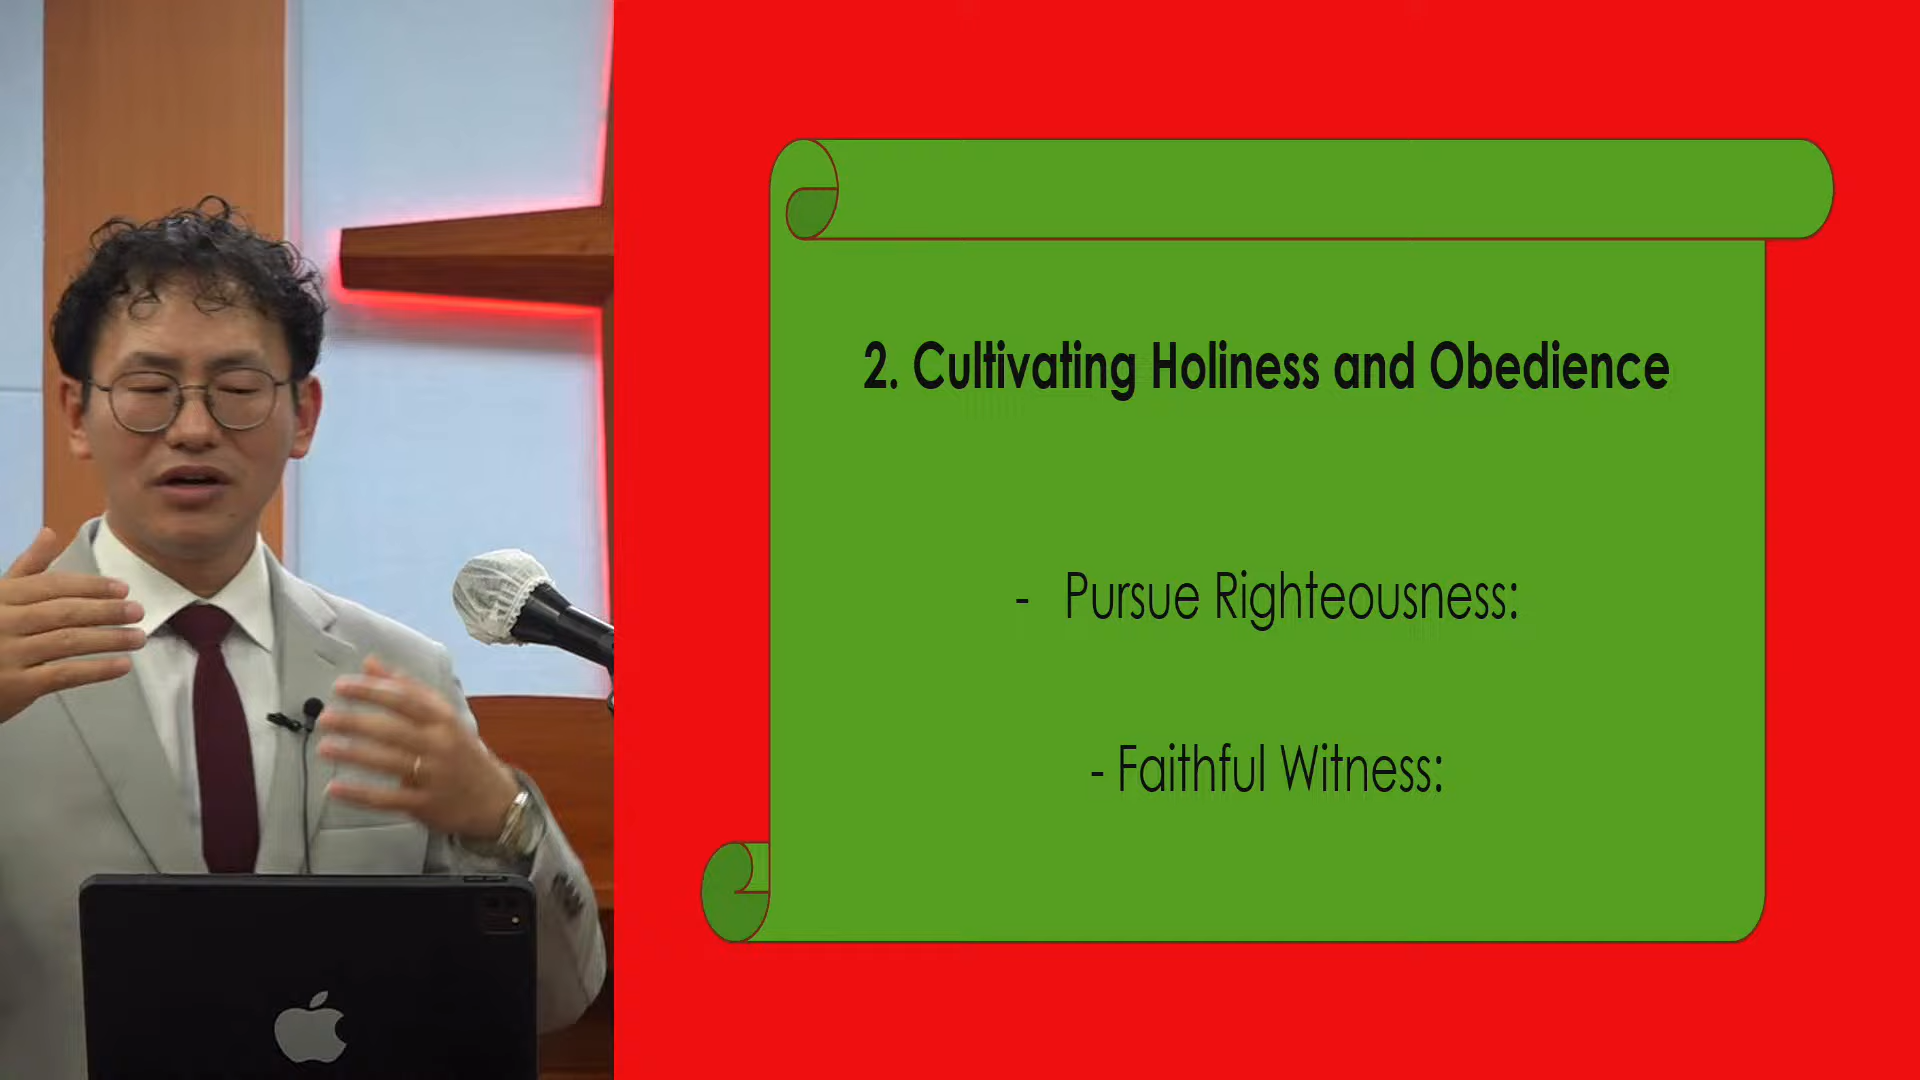 2. Cultivating Holiness and Obedience
- Pursue Righteousness:
- Faithful Witness: